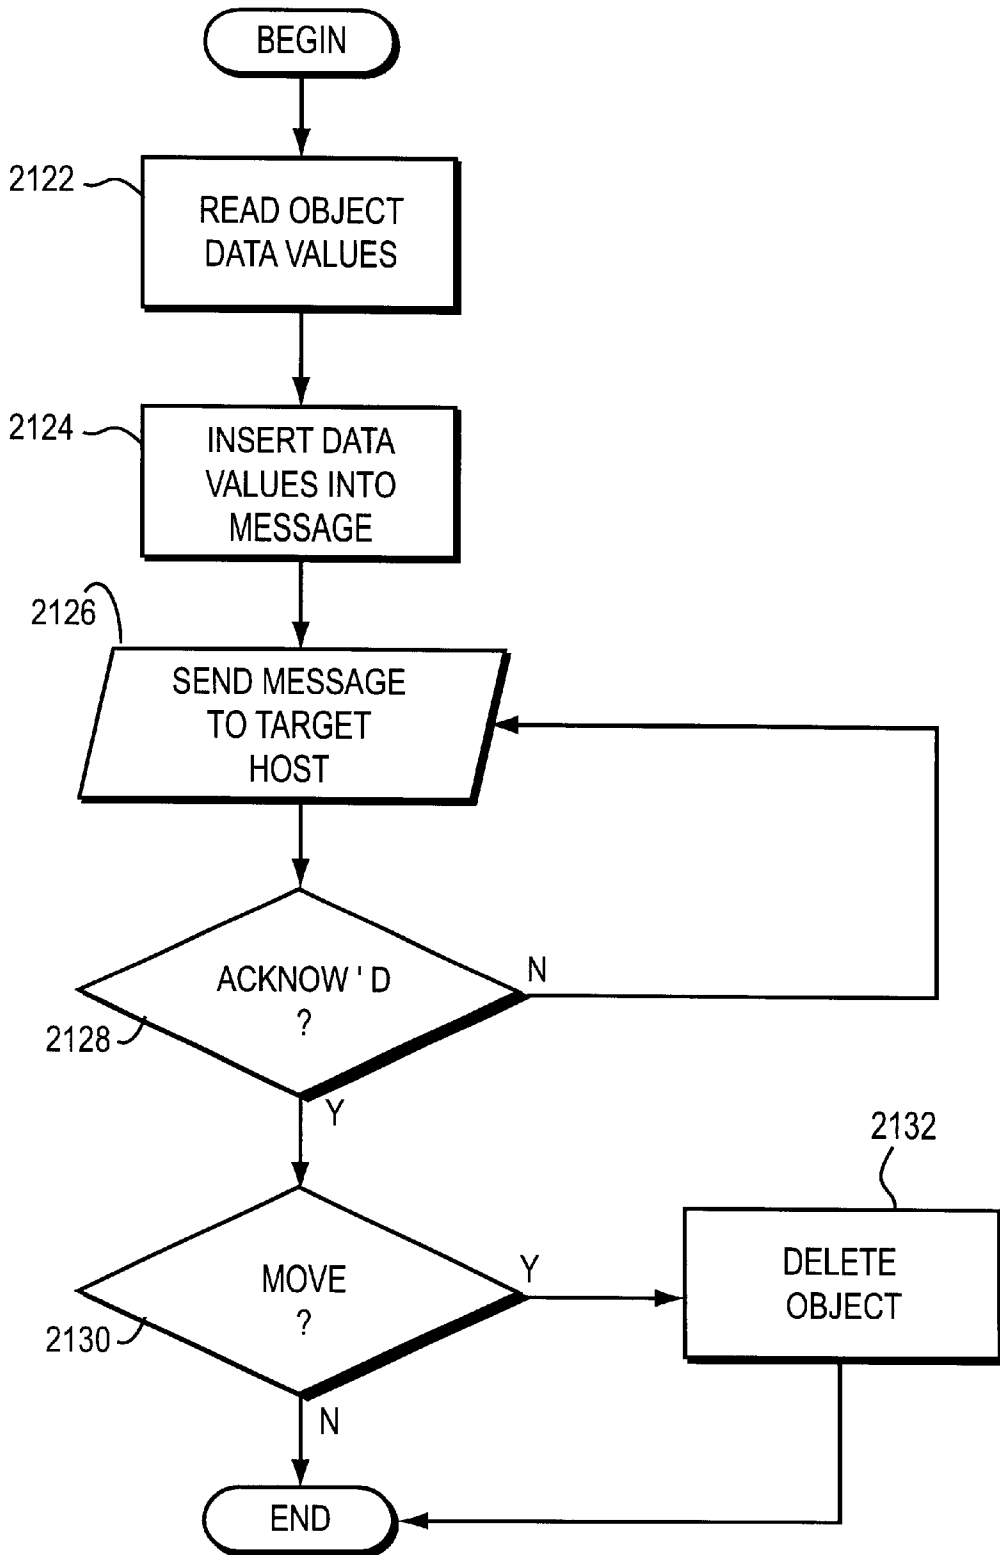 BEGIN
2122
READ OBJECT
DATA VALUES
2124
INSERT DATA
VALUES INTO
MESSAGE
2126
SEND MESSAGE
TO TARGET
HOST
ACKNOW ' D
?
N
2128
Y
2132
MOVE
?
Y
DELETE
OBJECT
2130
N
END